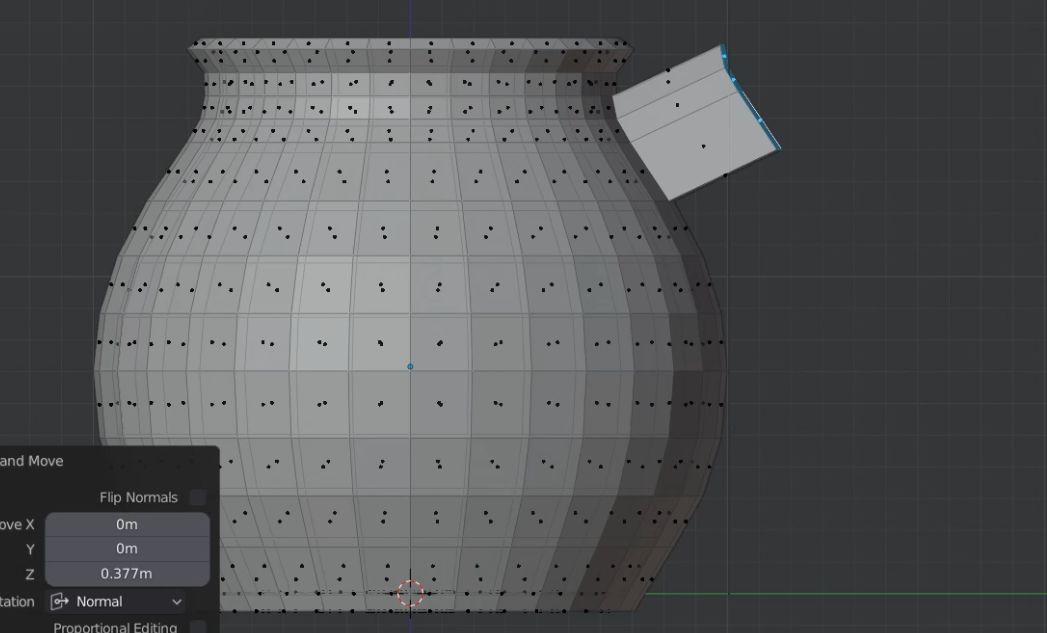 and Move
Flip Normals
ove X 0m
Y 0m
Z 0.377m
tation Normal
Proportional Editing